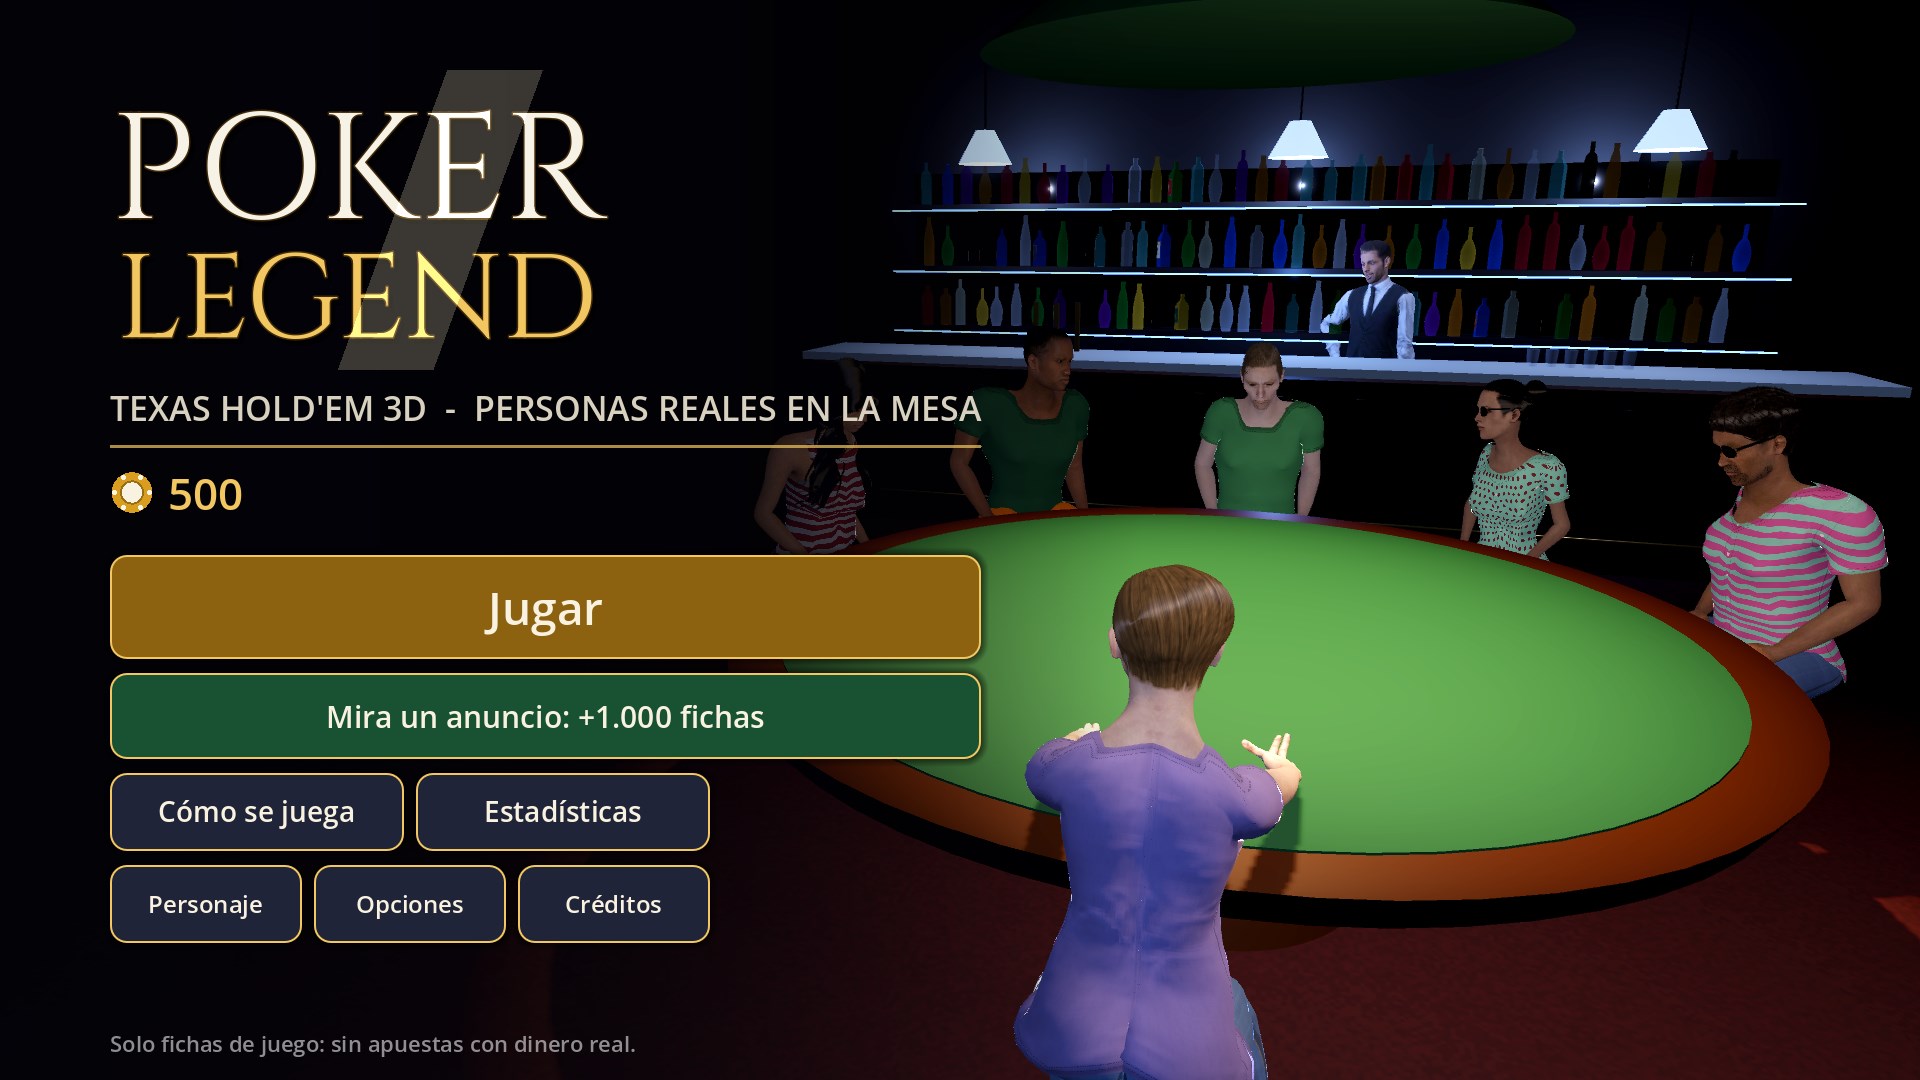 POKER
LEGEND
TEXAS HOLD'EM 3D - PERSONAS REALES EN LA MESA
500
Jugar
Mira un anuncio: +1.000 fichas
Cómo se juega
Estadísticas
Personaje
Opciones
Créditos
Solo fichas de juego: sin apuestas con dinero real.